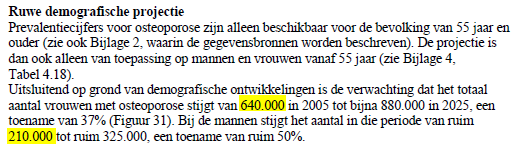 Ruwe demografische projectie
Prevalentiecijfers voor osteoporose zijn alleen beschikbaar voor de bevolking van 55 jaar en
ouder (zie ook Bijlage 2, waarin de gegevensbronnen worden beschreven). De projectie is
dan ook alleen van toepassing op mannen en vrouwen vanaf 55 jaar (zie Bijlage 4,
Tabel 4.18).
Uitsluitend op grond van demografische ontwikkelingen is de verwachting dat het totaal
aantal vrouwen met osteoporose stijgt van 640.000 in 2005 tot bijna 880.000 in 2025, een
toename van 37% (Figuur 31). Bij de mannen stijgt het aantal in die periode van ruim
210.000 tot ruim 325.000, een toename van ruim 50%.